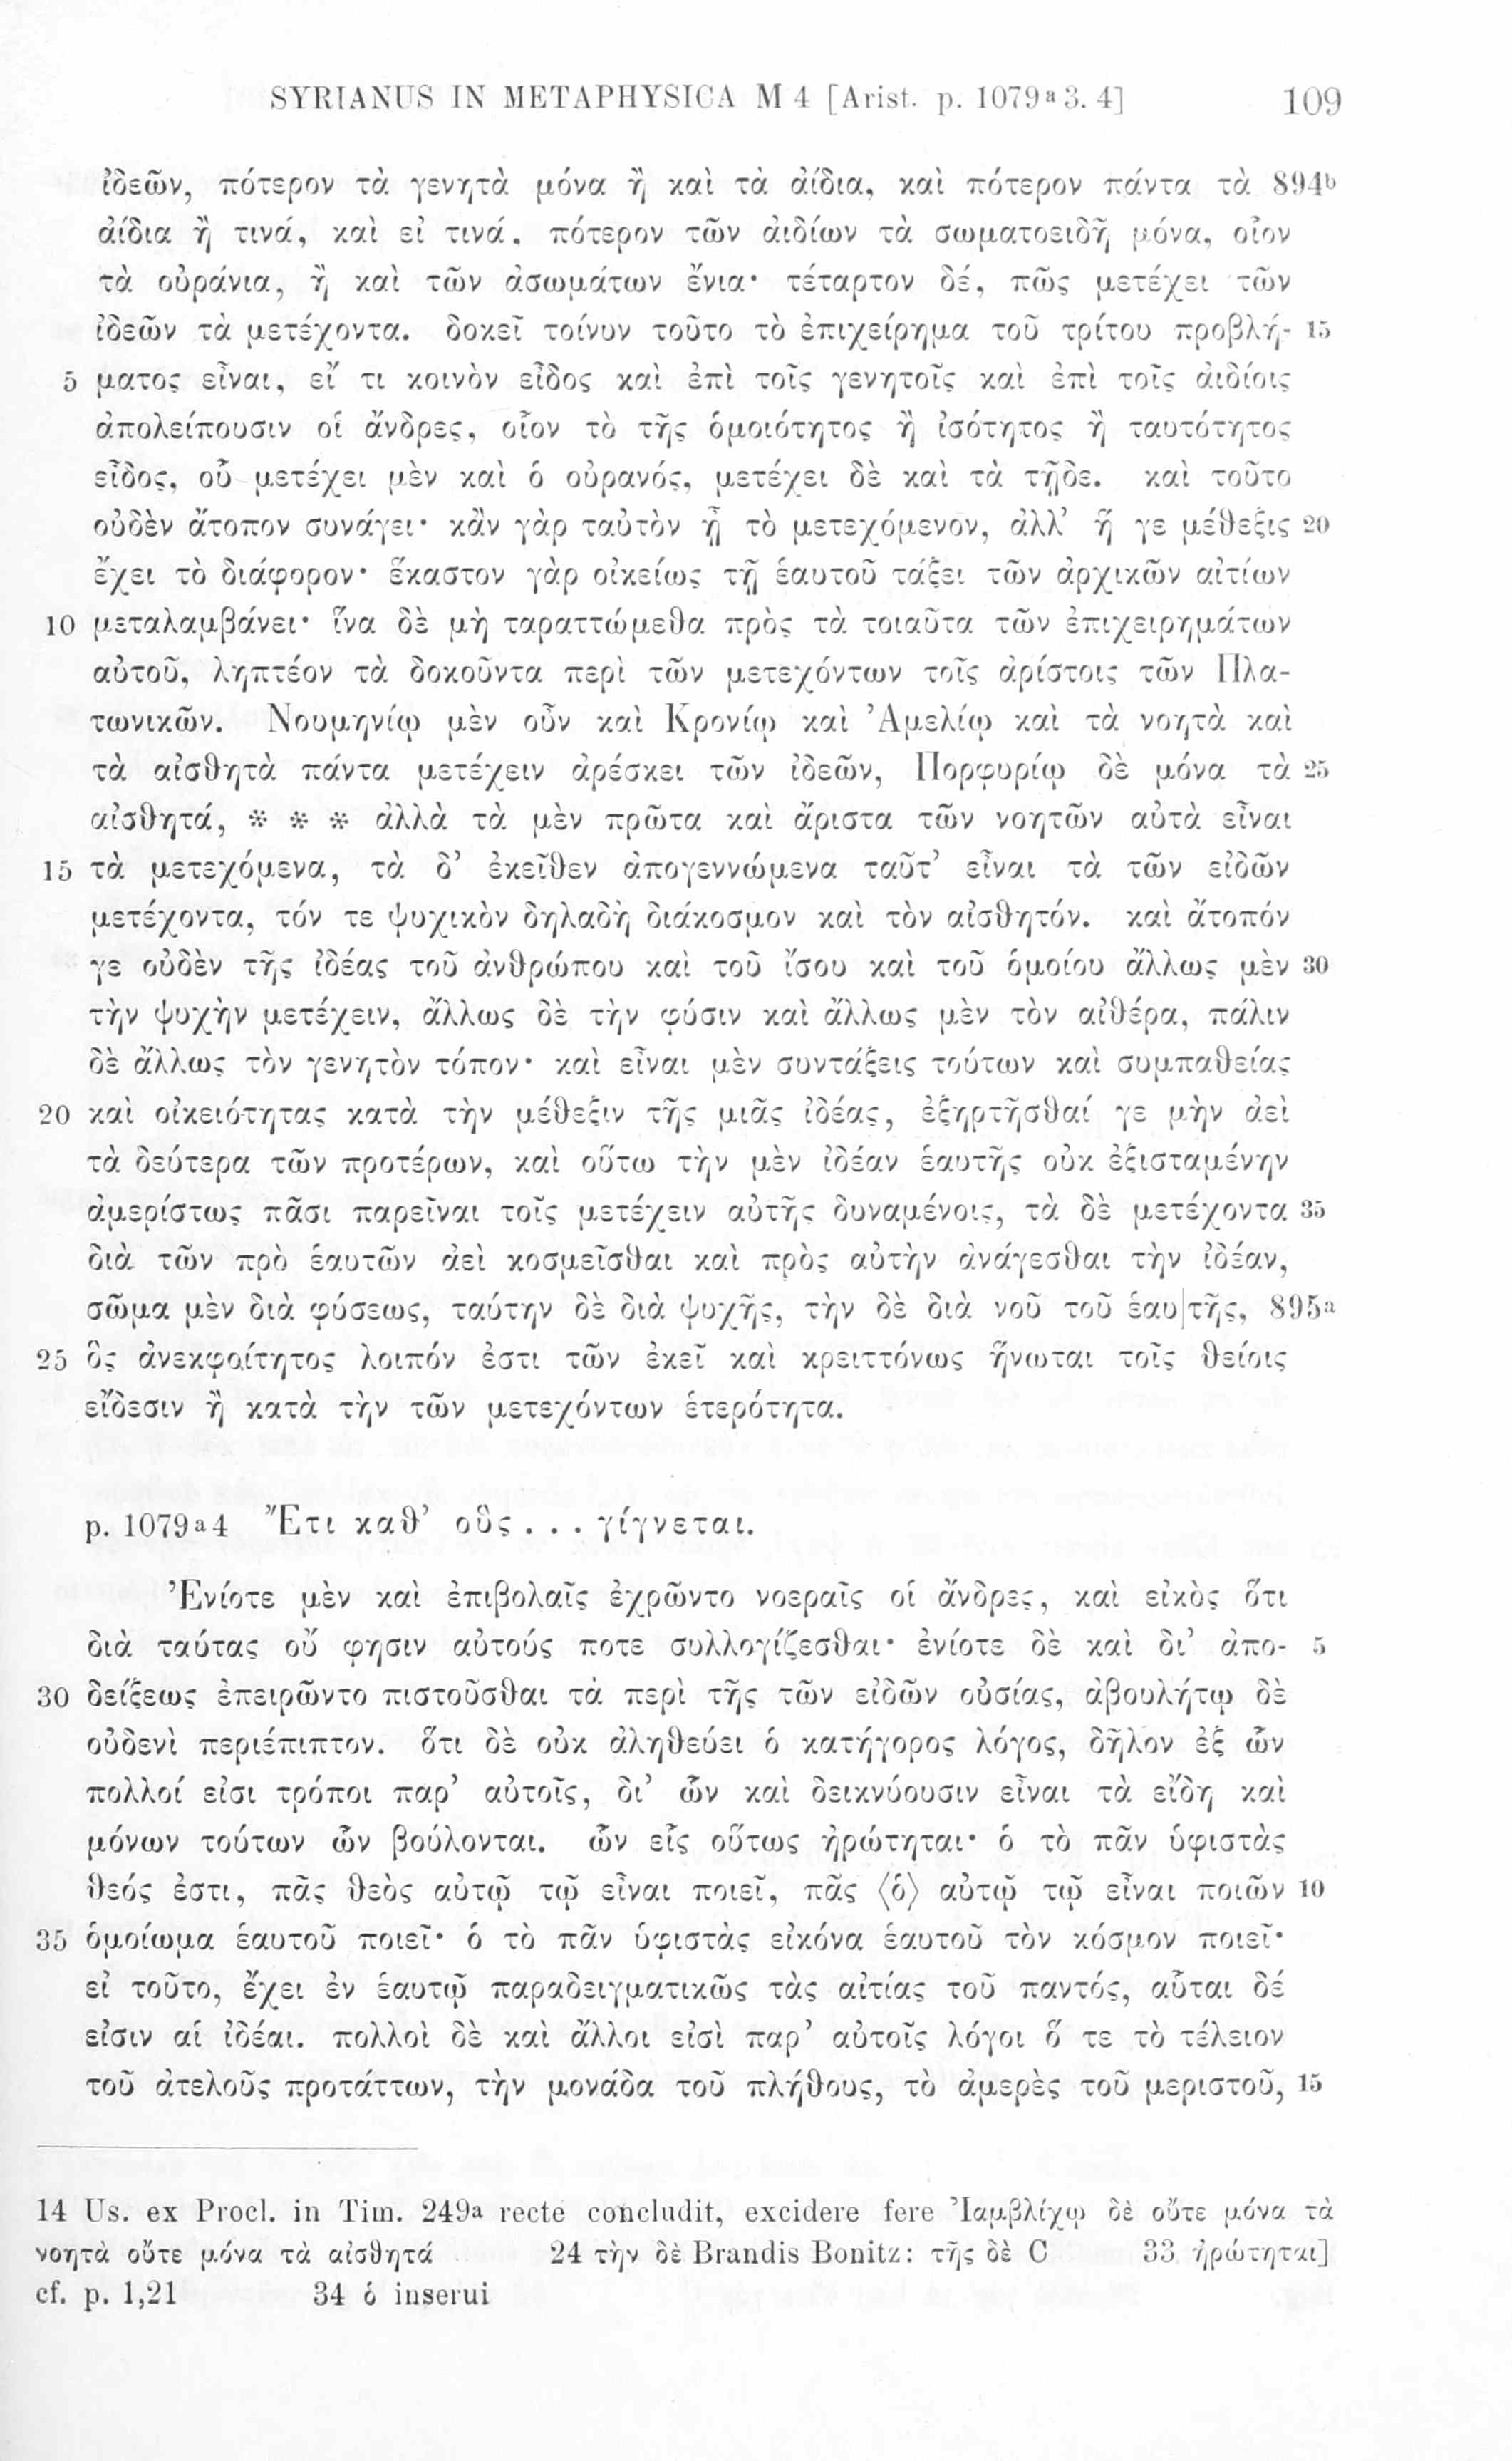 SYRIANUS IN METAPHYSICA M 4 [Arist. p. 1079ᵃ3. 4] 109
ἰδεῶν, πότερον τὰ γενητὰ μόνα ἢ καὶ τὰ ἀίδια, καὶ πότερον πάντα τὰ 894ᵇ
ἀίδια ἢ τινά, καὶ εἰ τινά, πότερον τῶν ἀιδίων τὰ σωματοειδῆ μόνα, οἷον
τὰ οὐράνια, ἢ καὶ τῶν ἀσωμάτων ἔνια· τέταρτον δέ, πῶς μετέχει τῶν
ἰδεῶν τὰ μετέχοντα. δοκεῖ τοίνυν τοῦτο τὸ ἐπιχείρημα τοῦ τρίτου προβλή- 15
5 ματος εἶναι, εἴ τι κοινὸν εἶδος καὶ ἐπὶ τοῖς γενητοῖς καὶ ἐπὶ τοῖς ἀιδίοις
ἀπολείπουσιν οἱ ἄνδρες, οἷον τὸ τῆς ὁμοιότητος ἢ ἰσότητος ἢ ταυτότητος
εἶδος, οὗ μετέχει μὲν καὶ ὁ οὐρανός, μετέχει δὲ καὶ τὰ τῇδε. καὶ τοῦτο
οὐδὲν ἄτοπον συνάγει· κἂν γὰρ ταὐτὸν ᾖ τὸ μετεχόμενον, ἀλλ’ ἥ γε μέθεξις 20
ἔχει τὸ διάφορον· ἕκαστον γὰρ οἰκείως τῇ ἑαυτοῦ τάξει τῶν ἀρχικῶν αἰτίων
10 μεταλαμβάνει· ἵνα δὲ μὴ ταραττώμεθα πρὸς τὰ τοιαῦτα τῶν ἐπιχειρημάτων
αὐτοῦ, ληπτέον τὰ δοκοῦντα περὶ τῶν μετεχόντων τοῖς ἀρίστοις τῶν Πλα-
τωνικῶν. Νουμηνίῳ μὲν οὖν καὶ Κρονίῳ καὶ Ἀμελίῳ καὶ τὰ νοητὰ καὶ
τὰ αἰσθητὰ πάντα μετέχειν ἀρέσκει τῶν ἰδεῶν, Πορφυρίῳ δὲ μόνα τὰ 25
αἰσθητά, * * * ἀλλὰ τὰ μὲν πρῶτα καὶ ἄριστα τῶν νοητῶν αὐτὰ εἶναι
15 τὰ μετεχόμενα, τὰ δ’ ἐκεῖθεν ἀπογεννώμενα ταῦτ’ εἶναι τὰ τῶν εἰδῶν
μετέχοντα, τόν τε ψυχικὸν δηλαδὴ διάκοσμον καὶ τὸν αἰσθητόν. καὶ ἄτοπόν
γε οὐδὲν τῆς ἰδέας τοῦ ἀνθρώπου καὶ τοῦ ἴσου καὶ τοῦ ὁμοίου ἄλλως μὲν 30
τὴν ψυχὴν μετέχειν, ἄλλως δὲ τὴν φύσιν καὶ ἄλλως μὲν τὸν αἰθέρα, πάλιν
δὲ ἄλλως τὸν γενητὸν τόπον· καὶ εἶναι μὲν συντάξεις τούτων καὶ συμπαθείας
20 καὶ οἰκειότητας κατὰ τὴν μέθεξιν τῆς μιᾶς ἰδέας, ἐξηρτῆσθαί γε μὴν ἀεὶ
τὰ δεύτερα τῶν προτέρων, καὶ οὕτω τὴν μὲν ἰδέαν ἑαυτῆς οὐκ ἐξισταμένην
ἀμερίστως πᾶσι παρεῖναι τοῖς μετέχειν αὐτῆς δυναμένοις, τὰ δὲ μετέχοντα 35
διὰ τῶν πρὸ ἑαυτῶν ἀεὶ κοσμεῖσθαι καὶ πρὸς αὐτὴν ἀνάγεσθαι τὴν ἰδέαν,
σῶμα μὲν διὰ φύσεως, ταύτην δὲ διὰ ψυχῆς, τὴν δὲ διὰ νοῦ τοῦ ἑαυ|τῆς, 895ᵃ
25 ὃς ἀνεκφοίτητος λοιπόν ἐστι τῶν ἐκεῖ καὶ κρειττόνως ἥνωται τοῖς θείοις
εἴδεσιν ἢ κατὰ τὴν τῶν μετεχόντων ἑτερότητα.
p. 1079ᵃ4 Ἔτι καθ’ οὓς . . . γίγνεται.
Ἐνίοτε μὲν καὶ ἐπιβολαῖς ἐχρῶντο νοεραῖς οἱ ἄνδρες, καὶ εἰκὸς ὅτι
διὰ ταύτας οὔ φησιν αὐτούς ποτε συλλογίζεσθαι· ἐνίοτε δὲ καὶ δι’ ἀπο- 5
30 δείξεως ἐπειρῶντο πιστοῦσθαι τὰ περὶ τῆς τῶν εἰδῶν οὐσίας, ἀβουλήτῳ δὲ
οὐδενὶ περιέπιπτον. ὅτι δὲ οὐκ ἀληθεύει ὁ κατήγορος λόγος, δῆλον ἐξ ὧν
πολλοί εἰσι τρόποι παρ’ αὐτοῖς, δι’ ὧν καὶ δεικνύουσιν εἶναι τὰ εἴδη καὶ
μόνων τούτων ὧν βούλονται. ὧν εἷς οὕτως ἠρώτηται· ὁ τὸ πᾶν ὑφιστὰς
θεός ἐστι, πᾶς θεὸς αὐτῷ τῷ εἶναι ποιεῖ, πᾶς ⟨ὁ⟩ αὐτῷ τῷ εἶναι ποιῶν 10
35 ὁμοίωμα ἑαυτοῦ ποιεῖ· ὁ τὸ πᾶν ὑφιστὰς εἰκόνα ἑαυτοῦ τὸν κόσμον ποιεῖ·
εἰ τοῦτο, ἔχει ἐν ἑαυτῷ παραδειγματικῶς τὰς αἰτίας τοῦ παντός, αὗται δέ
εἰσιν αἱ ἰδέαι. πολλοὶ δὲ καὶ ἄλλοι εἰσὶ παρ’ αὐτοῖς λόγοι ὅ τε τὸ τέλειον
τοῦ ἀτελοῦς προτάττων, τὴν μονάδα τοῦ πλήθους, τὸ ἀμερὲς τοῦ μεριστοῦ, 15
14 Us. ex Procl. in Tim. 249ᵃ recte concludit, excidere fere Ἰαμβλίχῳ δὲ οὔτε μόνα τὰ
νοητὰ οὔτε μόνα τὰ αἰσθητά 24 τὴν δὲ Brandis Bonitz: τῆς δὲ C 33 ἠρώτηται]
cf. p. 1,21 34 ὁ inserui